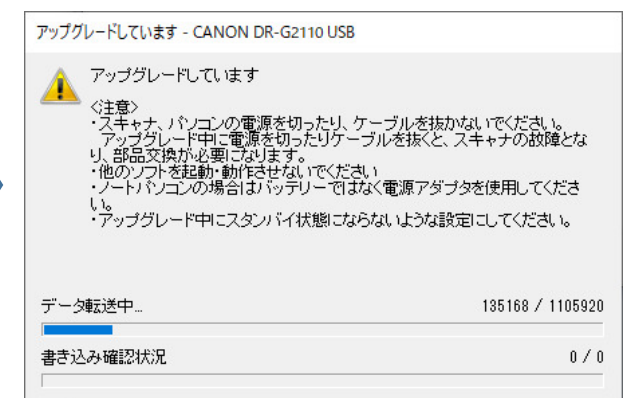 アップグレードしています - CANON DR-G2110 USB
アップグレードしています
<注意>
・スキャナ、パソコンの電源を切ったり、ケーブルを抜かないでください。
アップグレード中に電源を切ったりケーブルを抜くと、スキャナの故障とな
り、部品交換が必要になります。
・他のソフトを起動・動作させないでください
・ノートパソコンの場合はバッテリーではなく電源アダプタを使用してくださ
い。
・アップグレード中にスタンバイ状態にならないような設定にしてください。
データ転送中... 135168 / 1105920
書き込み確認状況 0 / 0